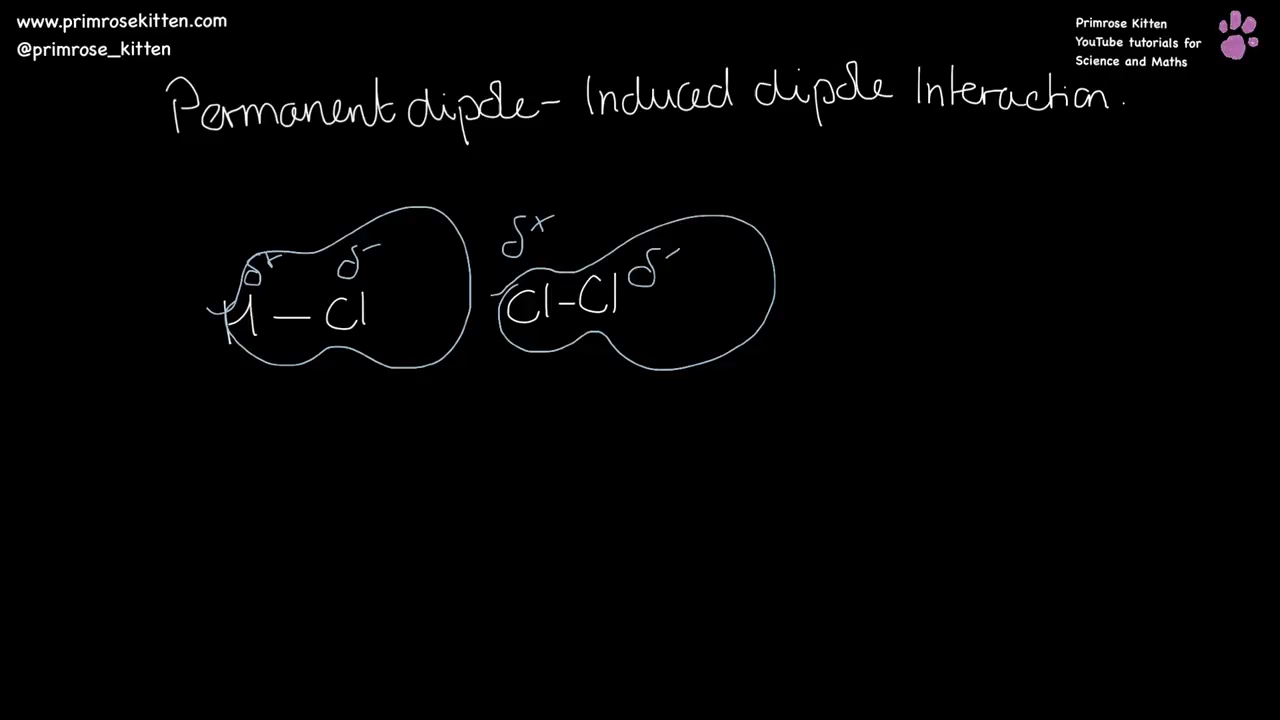 www.primrosekitten.com
@primrose_kitten
Primrose Kitten
YouTube tutorials for
Science and Maths
Permanent dipole - Induced dipole Interaction.
δ+ δ- δ+ δ-
H - Cl Cl-Cl